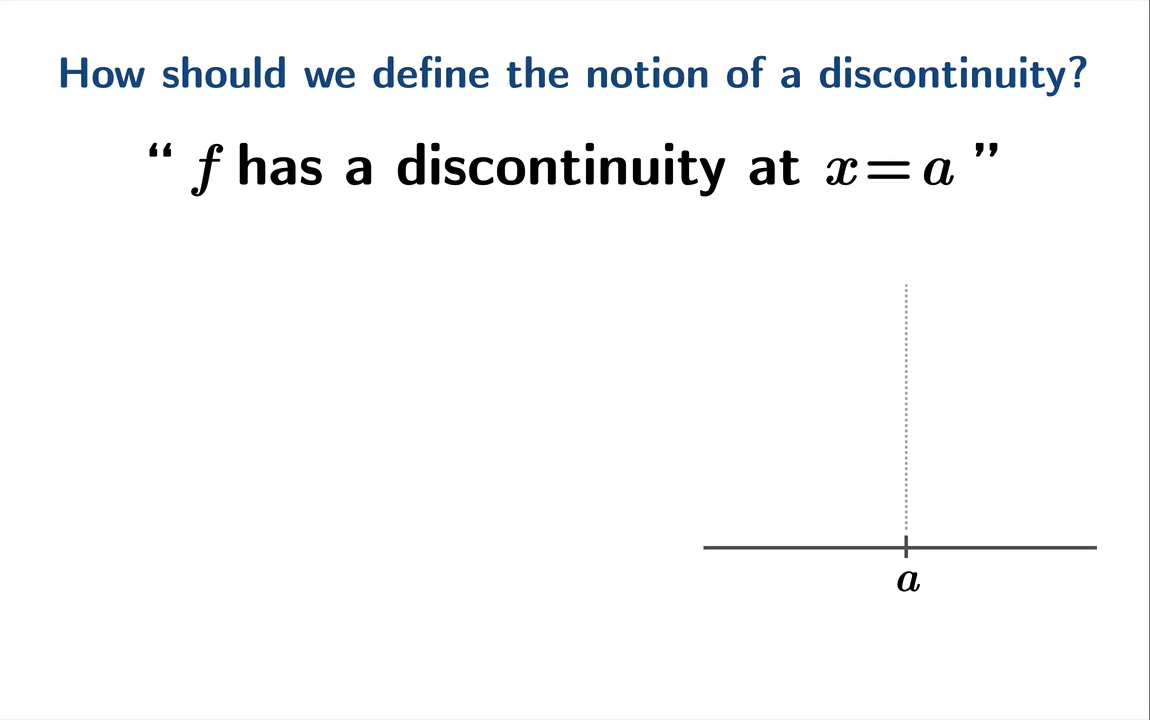 How should we define the notion of a discontinuity?
“ f has a discontinuity at x=a ”
a